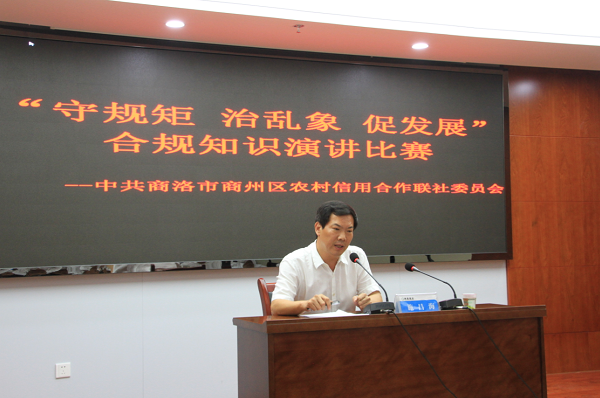 “守规矩 治乱象 促发展”
合规知识演讲比赛
--中共商洛市商州区农村信用合作联社委员会